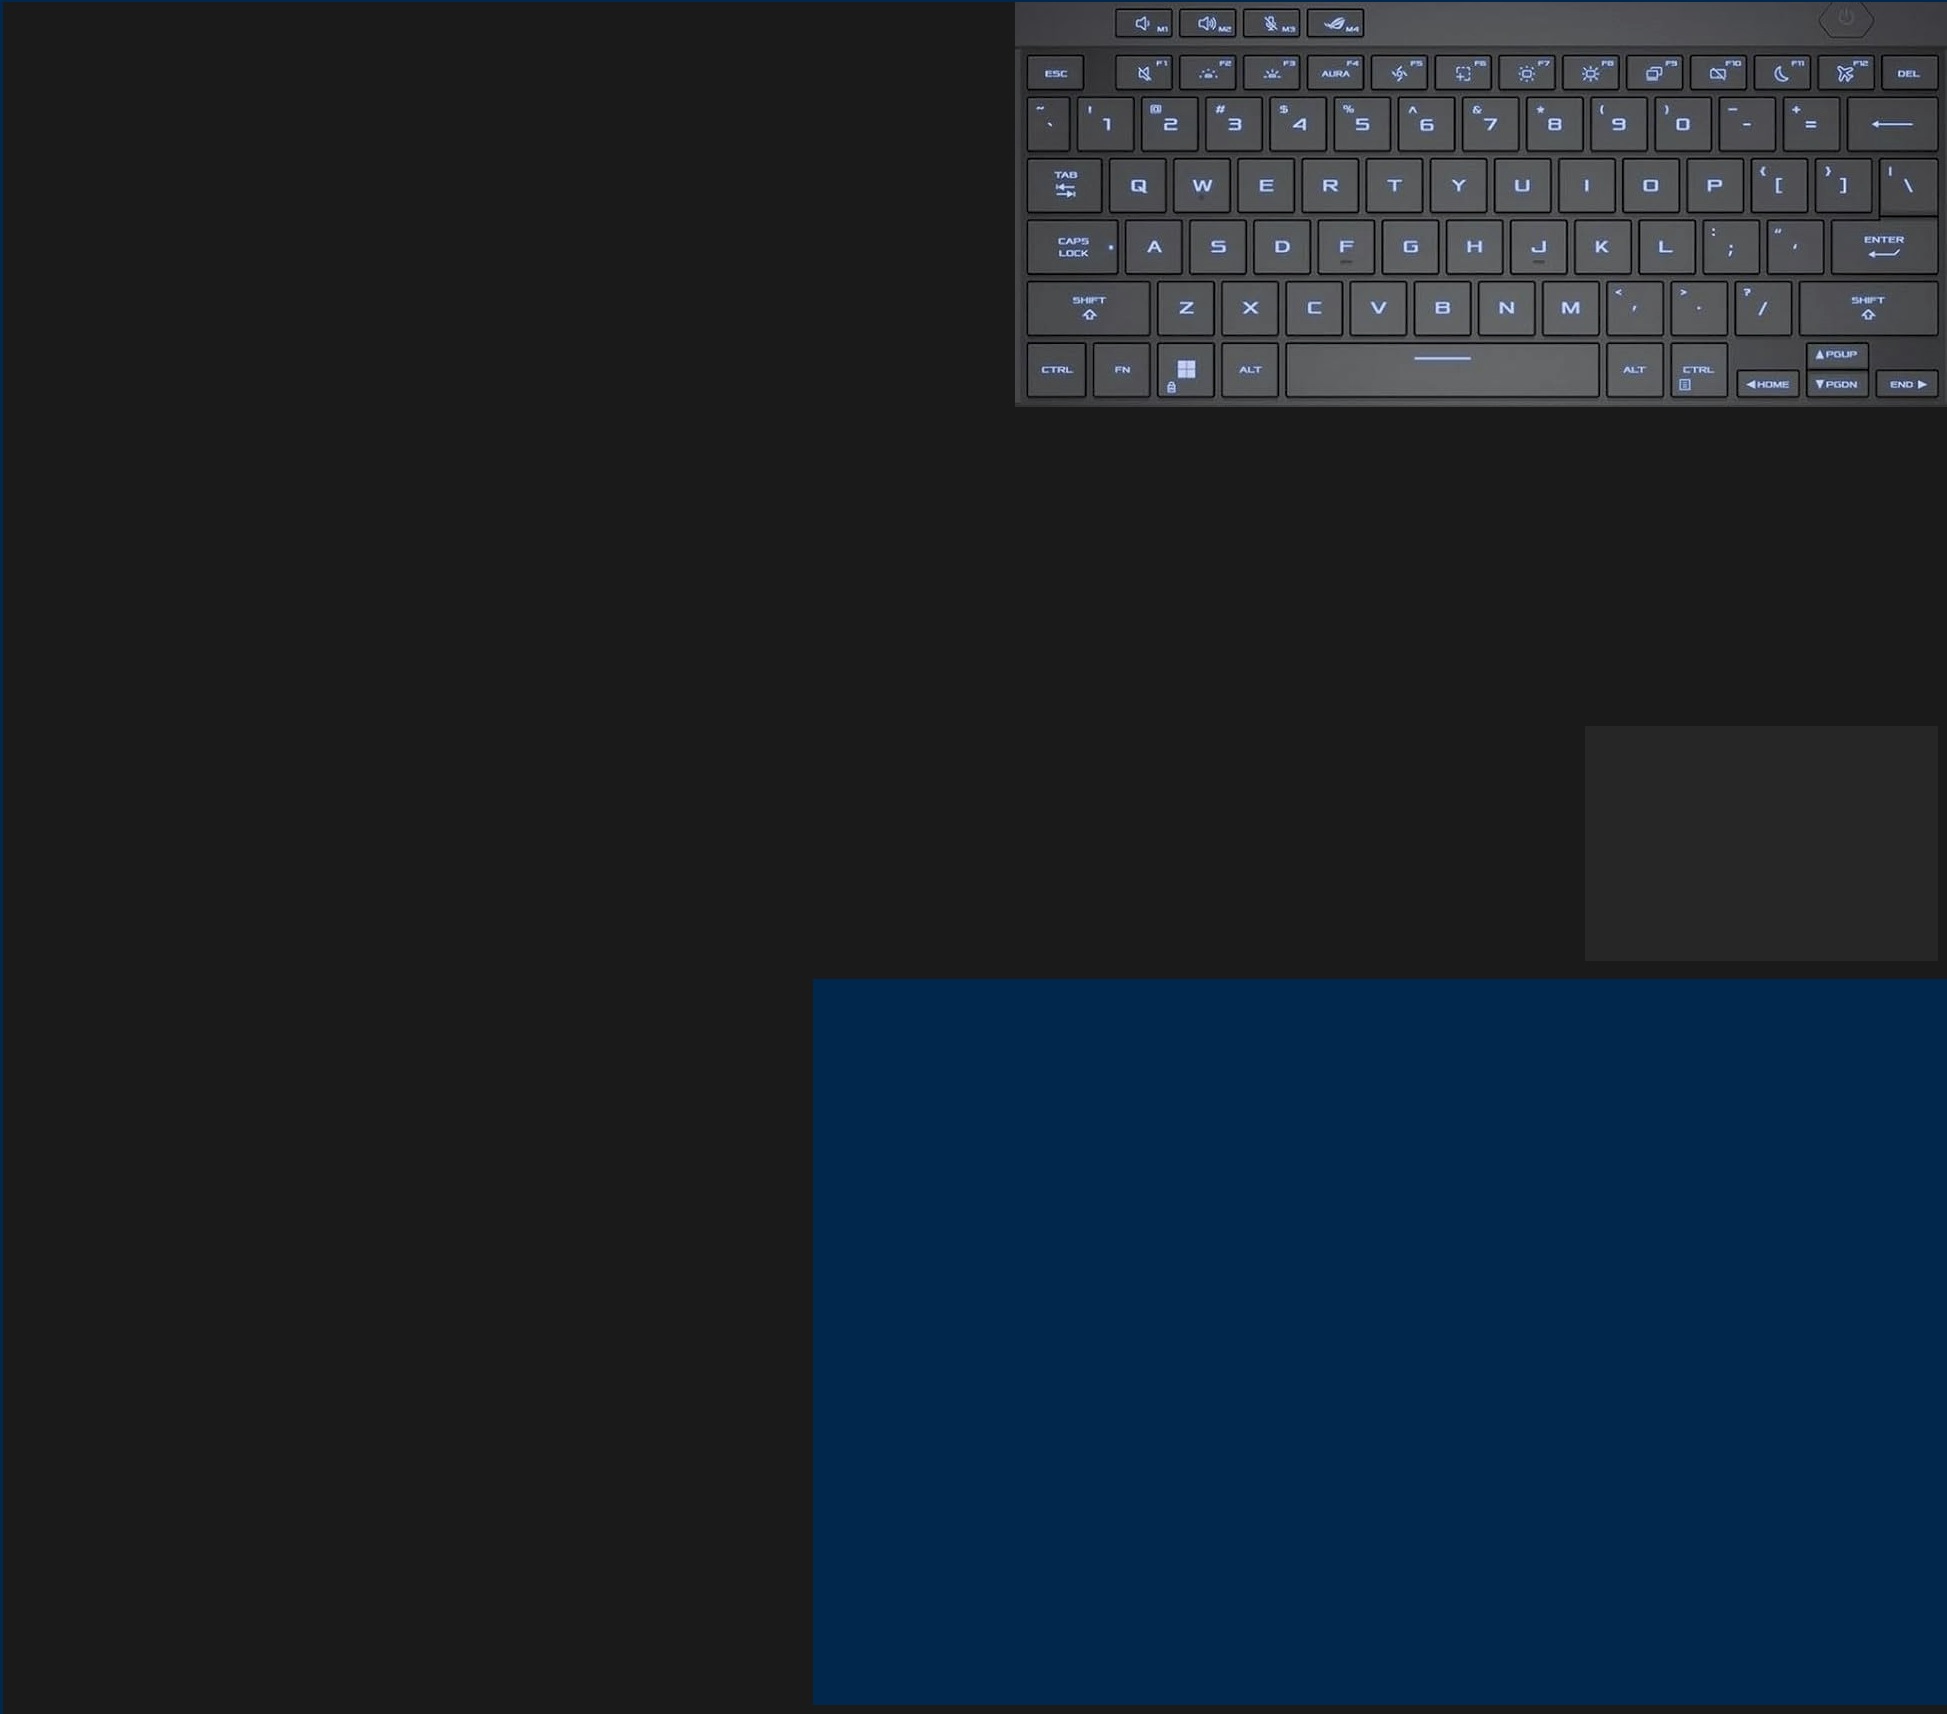 M1 M2 M3 M4
ESC F1 F2 F3 AURA F4 F5 F6 F7 F8 F9 F10 F11 F12 DEL
~ ` ! 1 @ 2 # 3 $ 4 % 5 ^ 6 & 7 * 8 ( 9 ) 0 - - + =
TAB Q W E R T Y U I O P { [ } ] | \
CAPS LOCK A S D F G H J K L : ; " ' ENTER
SHIFT Z X C V B N M < , > . ? / SHIFT
CTRL FN ALT ALT CTRL HOME PGUP PGDN END